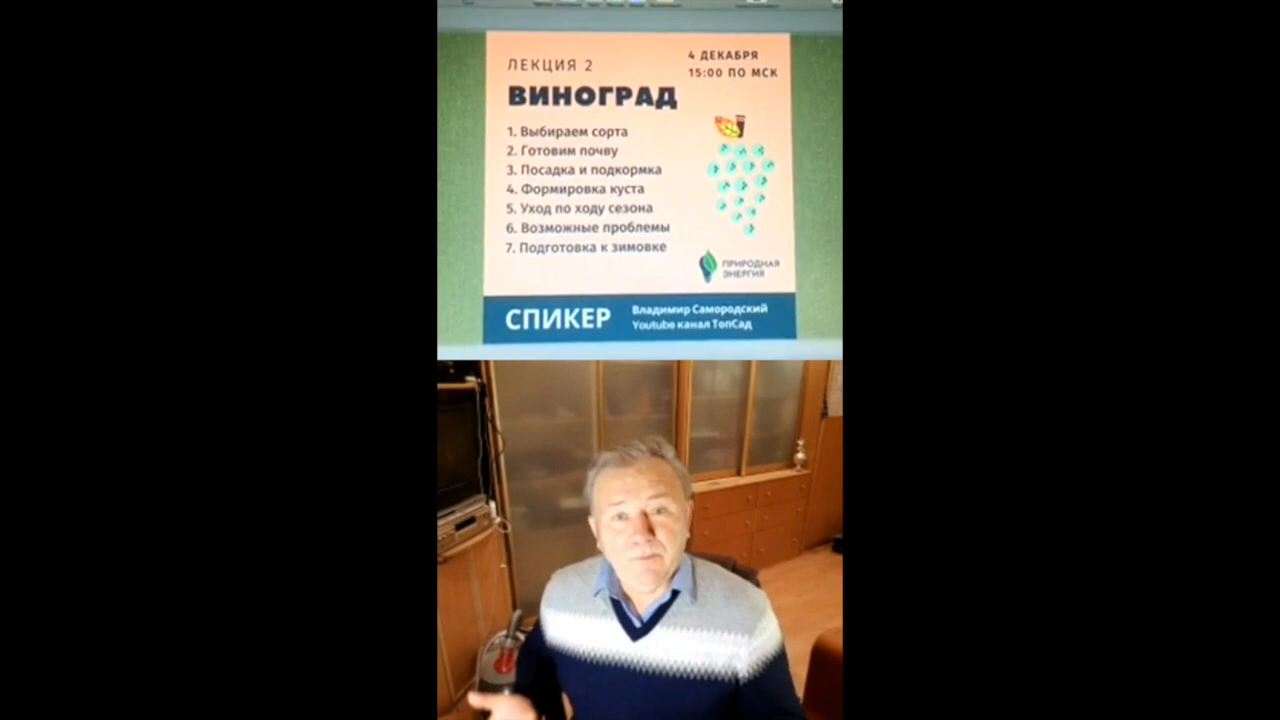 ЛЕКЦИЯ 2
4 ДЕКАБРЯ
15:00 ПО МСК
ВИНОГРАД
1. Выбираем сорта
2. Готовим почву
3. Посадка и подкормка
4. Формировка куста
5. Уход по ходу сезона
6. Возможные проблемы
7. Подготовка к зимовке
ПРИРОДНАЯ
ЭНЕРГИЯ
СПИКЕР
Владимир Самородский
Youtube канал ТопСад